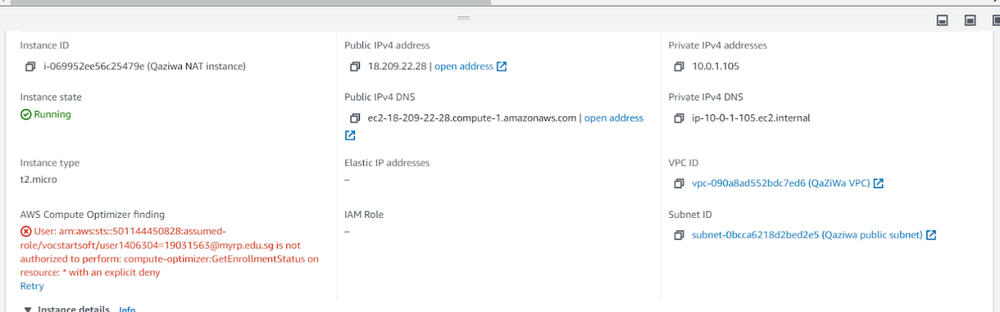 Instance ID
i-069952ee56c25479e (Qaziwa NAT instance)
Public IPv4 address
18.209.22.28 | open address
Private IPv4 addresses
10.0.1.105
Instance state
Running
Public IPv4 DNS
ec2-18-209-22-28.compute-1.amazonaws.com | open address
Private IPv4 DNS
ip-10-0-1-105.ec2.internal
Instance type
t2.micro
Elastic IP addresses
–
VPC ID
vpc-090a8ad552bdc7ed6 (QaZiWa VPC)
AWS Compute Optimizer finding
User: arn:aws:sts::501144450828:assumed-
role/vocstartsoft/user1406304=19031563@myrp.edu.sg is not
authorized to perform: compute-optimizer:GetEnrollmentStatus on
resource: * with an explicit deny
Retry
IAM Role
–
Subnet ID
subnet-0bcca6218d2bed2e5 (Qaziwa public subnet)
Instance details Info